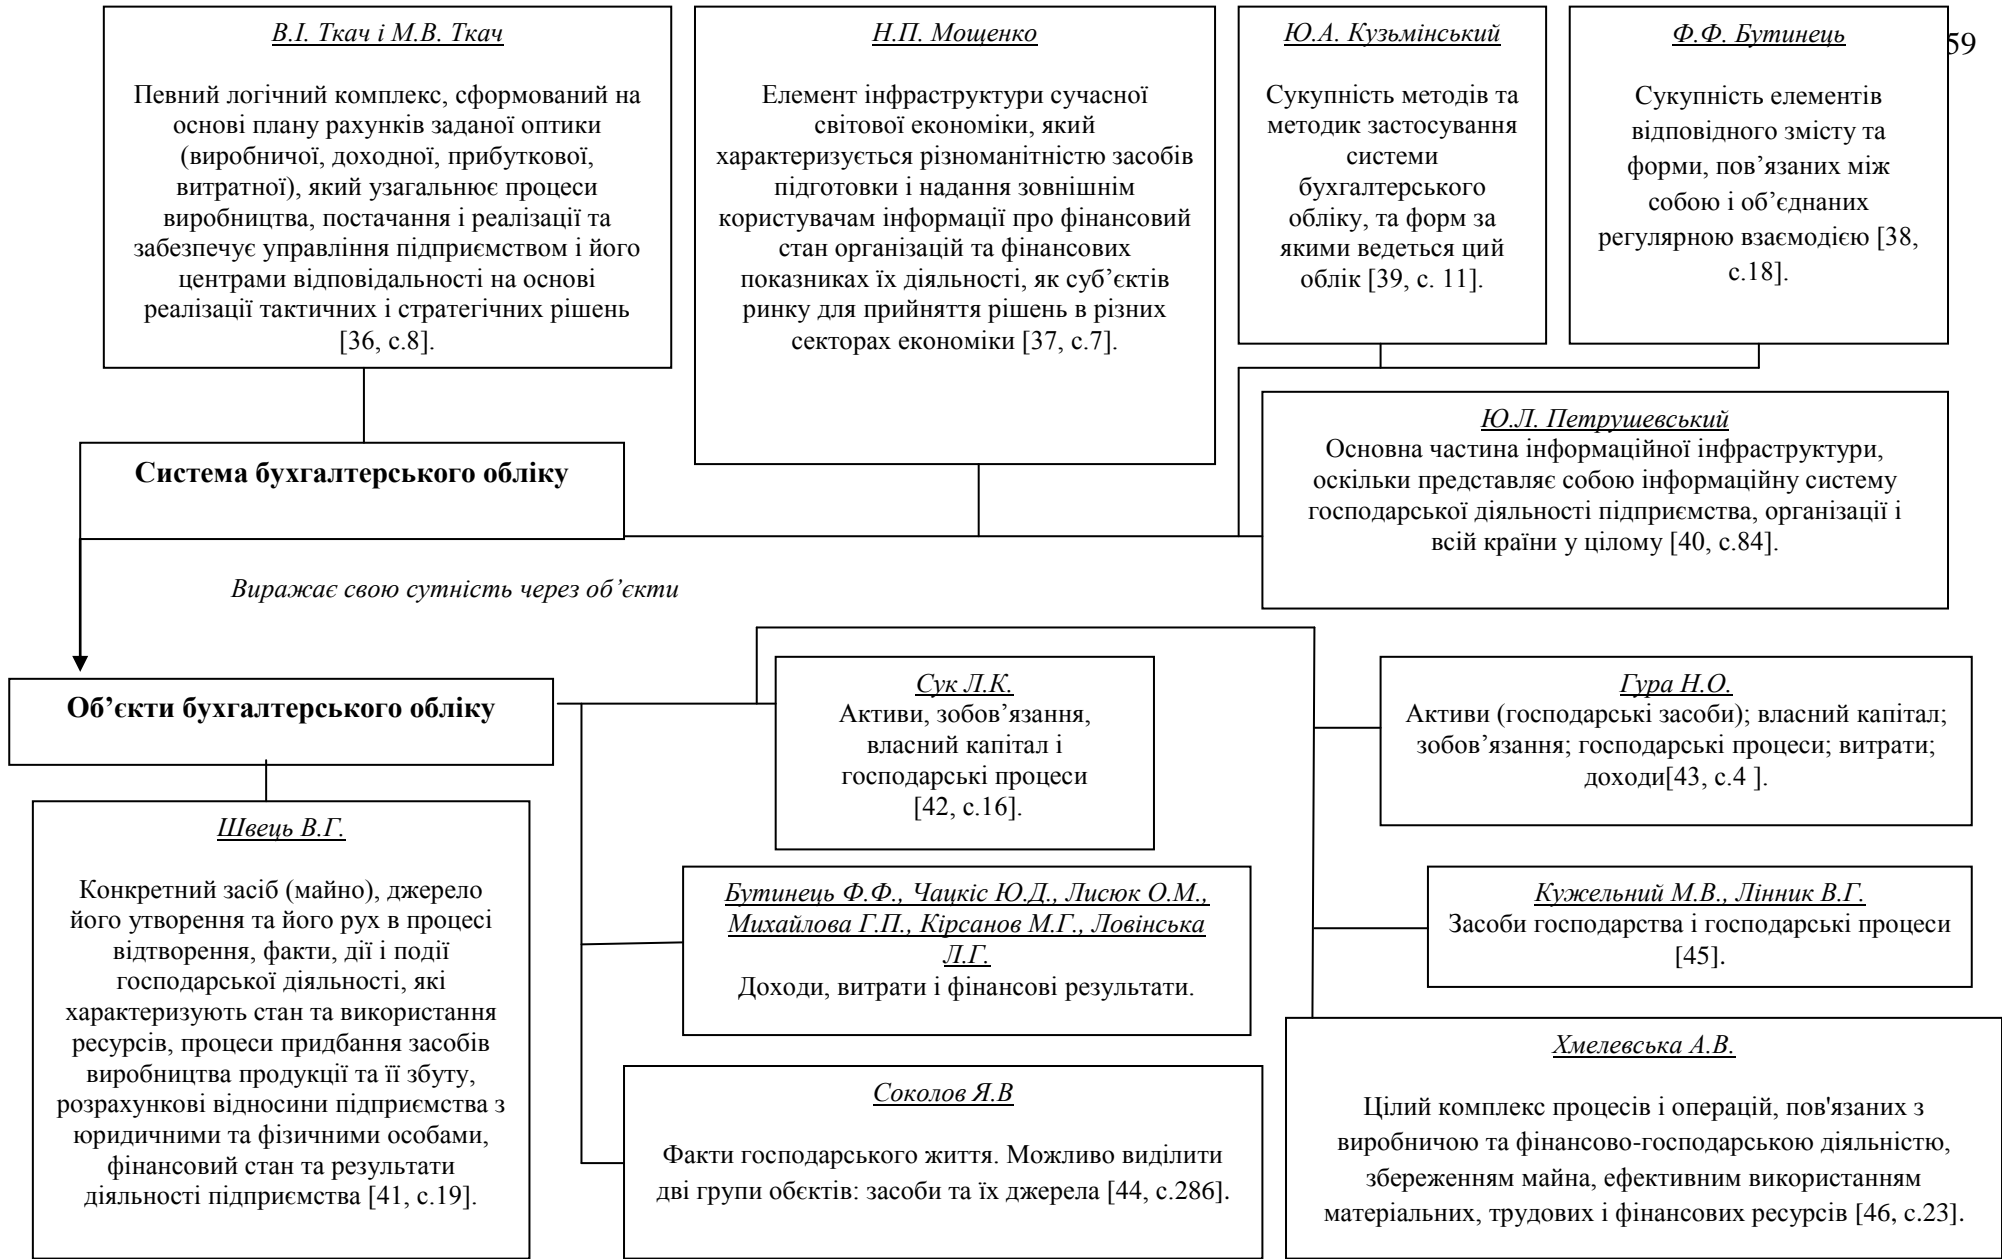 В.І. Ткач і М.В. Ткач
Певний логічний комплекс, сформований на
основі плану рахунків заданої оптики
(виробничої, доходної, прибуткової,
витратної), який узагальнює процеси
виробництва, постачання і реалізації та
забезпечує управління підприємством і його
центрами відповідальності на основі
реалізації тактичних і стратегічних рішень
[36, с.8].
Н.П. Мощенко
Елемент інфраструктури сучасної
світової економіки, який
характеризується різноманітністю засобів
підготовки і надання зовнішнім
користувачам інформації про фінансовий
стан організацій та фінансових
показниках їх діяльності, як суб’єктів
ринку для прийняття рішень в різних
секторах економіки [37, с.7].
Ю.А. Кузьмінський
Сукупність методів та
методик застосування
системи
бухгалтерського
обліку, та форм за
якими ведеться ций
облік [39, с. 11].
Ф.Ф. Бутинець
Сукупність елементів
відповідного змісту та
форми, пов’язаних між
собою і об’єднаних
регулярною взаємодією [38,
с.18].
59
Система бухгалтерського обліку
Ю.Л. Петрушевський
Основна частина інформаційної інфраструктури,
оскільки представляє собою інформаційну систему
господарської діяльності підприємства, організації і
всій країни у цілому [40, с.84].
Виражає свою сутність через об’єкти
Об’єкти бухгалтерського обліку
Сук Л.К.
Активи, зобов’язання,
власний капітал і
господарські процеси
[42, с.16].
Гура Н.О.
Активи (господарські засоби); власний капітал;
зобов’язання; господарські процеси; витрати;
доходи[43, с.4 ].
Швець В.Г.
Конкретний засіб (майно), джерело
його утворення та його рух в процесі
відтворення, факти, дії і події
господарської діяльності, які
характеризують стан та використання
ресурсів, процеси придбання засобів
виробництва продукції та її збуту,
розрахункові відносини підприємства з
юридичними та фізичними особами,
фінансовий стан та результати
діяльності підприємства [41, с.19].
Бутинець Ф.Ф., Чацкіс Ю.Д., Лисюк О.М.,
Михайлова Г.П., Кірсанов М.Г., Ловінська
Л.Г.
Доходи, витрати і фінансові результати.
Кужельний М.В., Лінник В.Г.
Засоби господарства і господарські процеси
[45].
Соколов Я.В
Факти господарського життя. Можливо виділити
дві групи обєктів: засоби та їх джерела [44, с.286].
Хмелевська А.В.
Цілий комплекс процесів і операцій, пов'язаних з
виробничою та фінансово-господарською діяльністю,
збереженням майна, ефективним використанням
матеріальних, трудових і фінансових ресурсів [46, с.23].